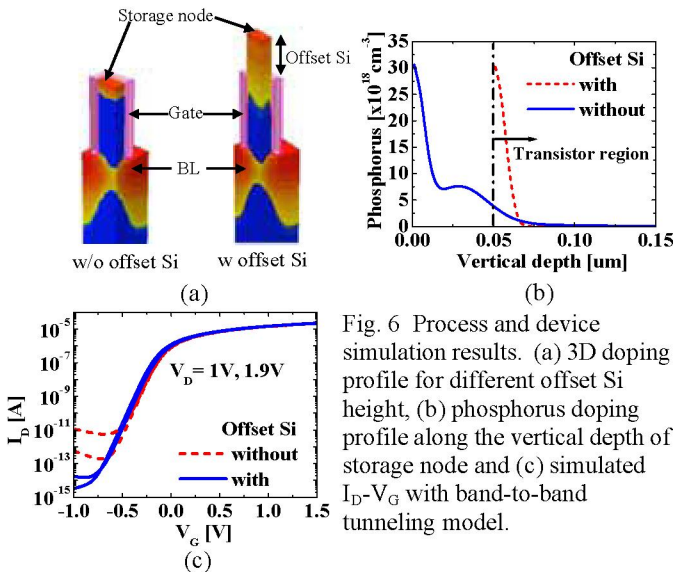 Storage node
Offset Si
Gate
BL
w/o offset Si
w offset Si
(a)
Phosphorus [x10¹⁸ cm⁻³]
35
30
25
20
15
10
5
0
Offset Si
with
without
Transistor region
0.00
0.05
0.10
0.15
Vertical depth [um]
(b)
I_D [A]
10⁻⁵
10⁻⁷
10⁻⁹
10⁻¹¹
10⁻¹³
10⁻¹⁵
V_D= 1V, 1.9V
Offset Si
without
with
-1.0
-0.5
0.0
0.5
1.0
1.5
V_G [V]
(c)
Fig. 6 Process and device
simulation results. (a) 3D doping
profile for different offset Si
height, (b) phosphorus doping
profile along the vertical depth of
storage node and (c) simulated
I_D-V_G with band-to-band
tunneling model.